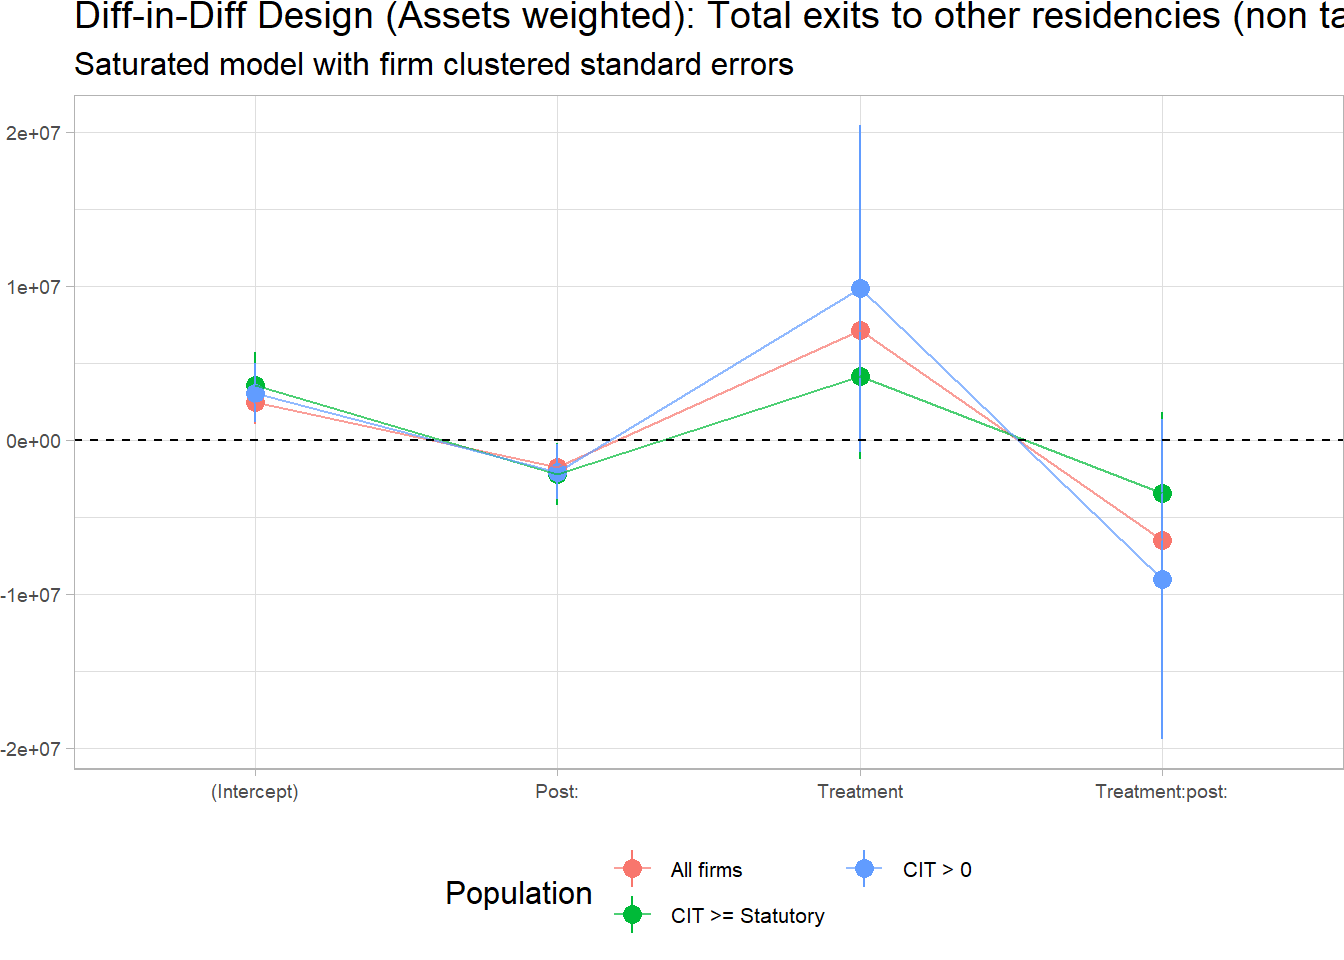 Diff-in-Diff Design (Assets weighted): Total exits to other residencies (non ta
Saturated model with firm clustered standard errors
2e+07
1e+07
0e+00
-1e+07
-2e+07
(Intercept) Post: Treatment Treatment:post:
Population
All firms CIT > 0
CIT >= Statutory